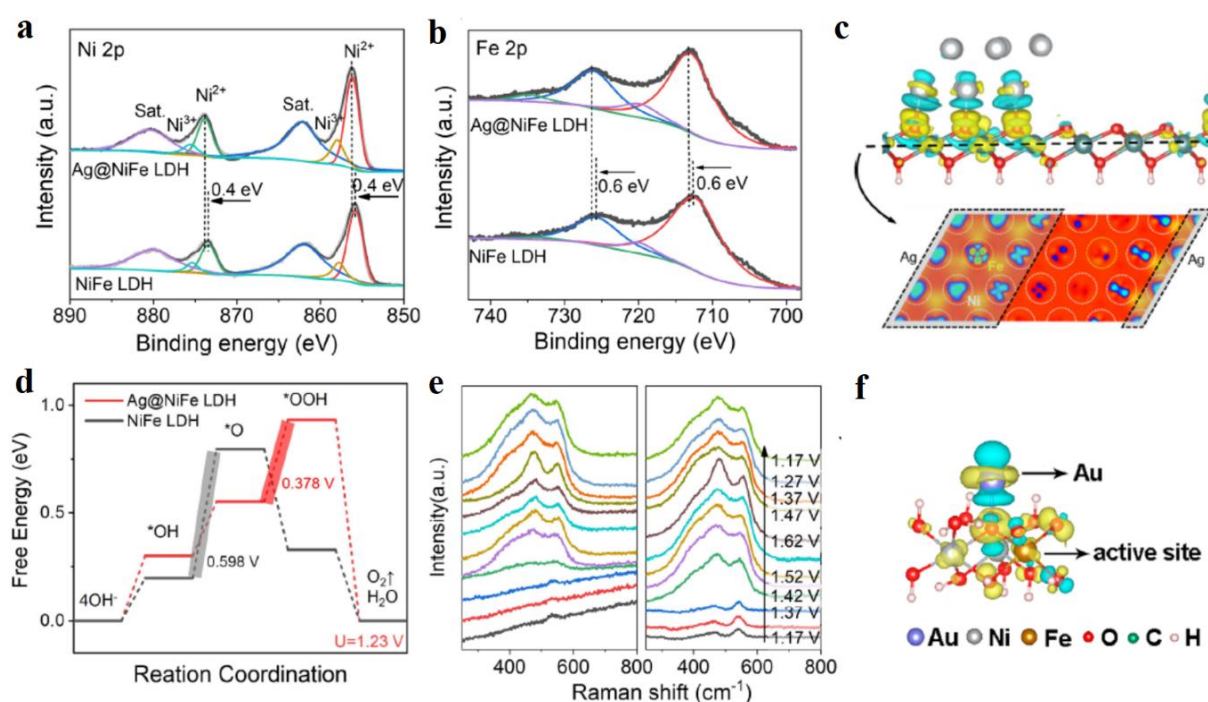 a
Ni 2p
Ni²⁺
Ni²⁺
Sat.
Ni³⁺
Sat.
Ni³⁺
Ag@NiFe LDH
0.4 eV
0.4 eV
NiFe LDH
Intensity (a.u.)
890 880 870 860 850
Binding energy (eV)
b
Fe 2p
Ag@NiFe LDH
0.6 eV
0.6 eV
NiFe LDH
Intensity (a.u.)
740 730 720 710 700
Binding energy (eV)
c
Ag
Fe
Ni
Ag
d
Ag@NiFe LDH
NiFe LDH
*OOH
*O
*OH
0.378 V
0.598 V
4OH⁻
O₂↑
H₂O
U=1.23 V
Free Energy (eV)
1.0
0.5
0.0
Reation Coordination
e
Intensity(a.u.)
1.17 V
1.27 V
1.37 V
1.47 V
1.62 V
1.52 V
1.42 V
1.37 V
1.17 V
400 600 800 400 600 800
Raman shift (cm⁻¹)
f
Au
active site
Au Ni Fe O C H